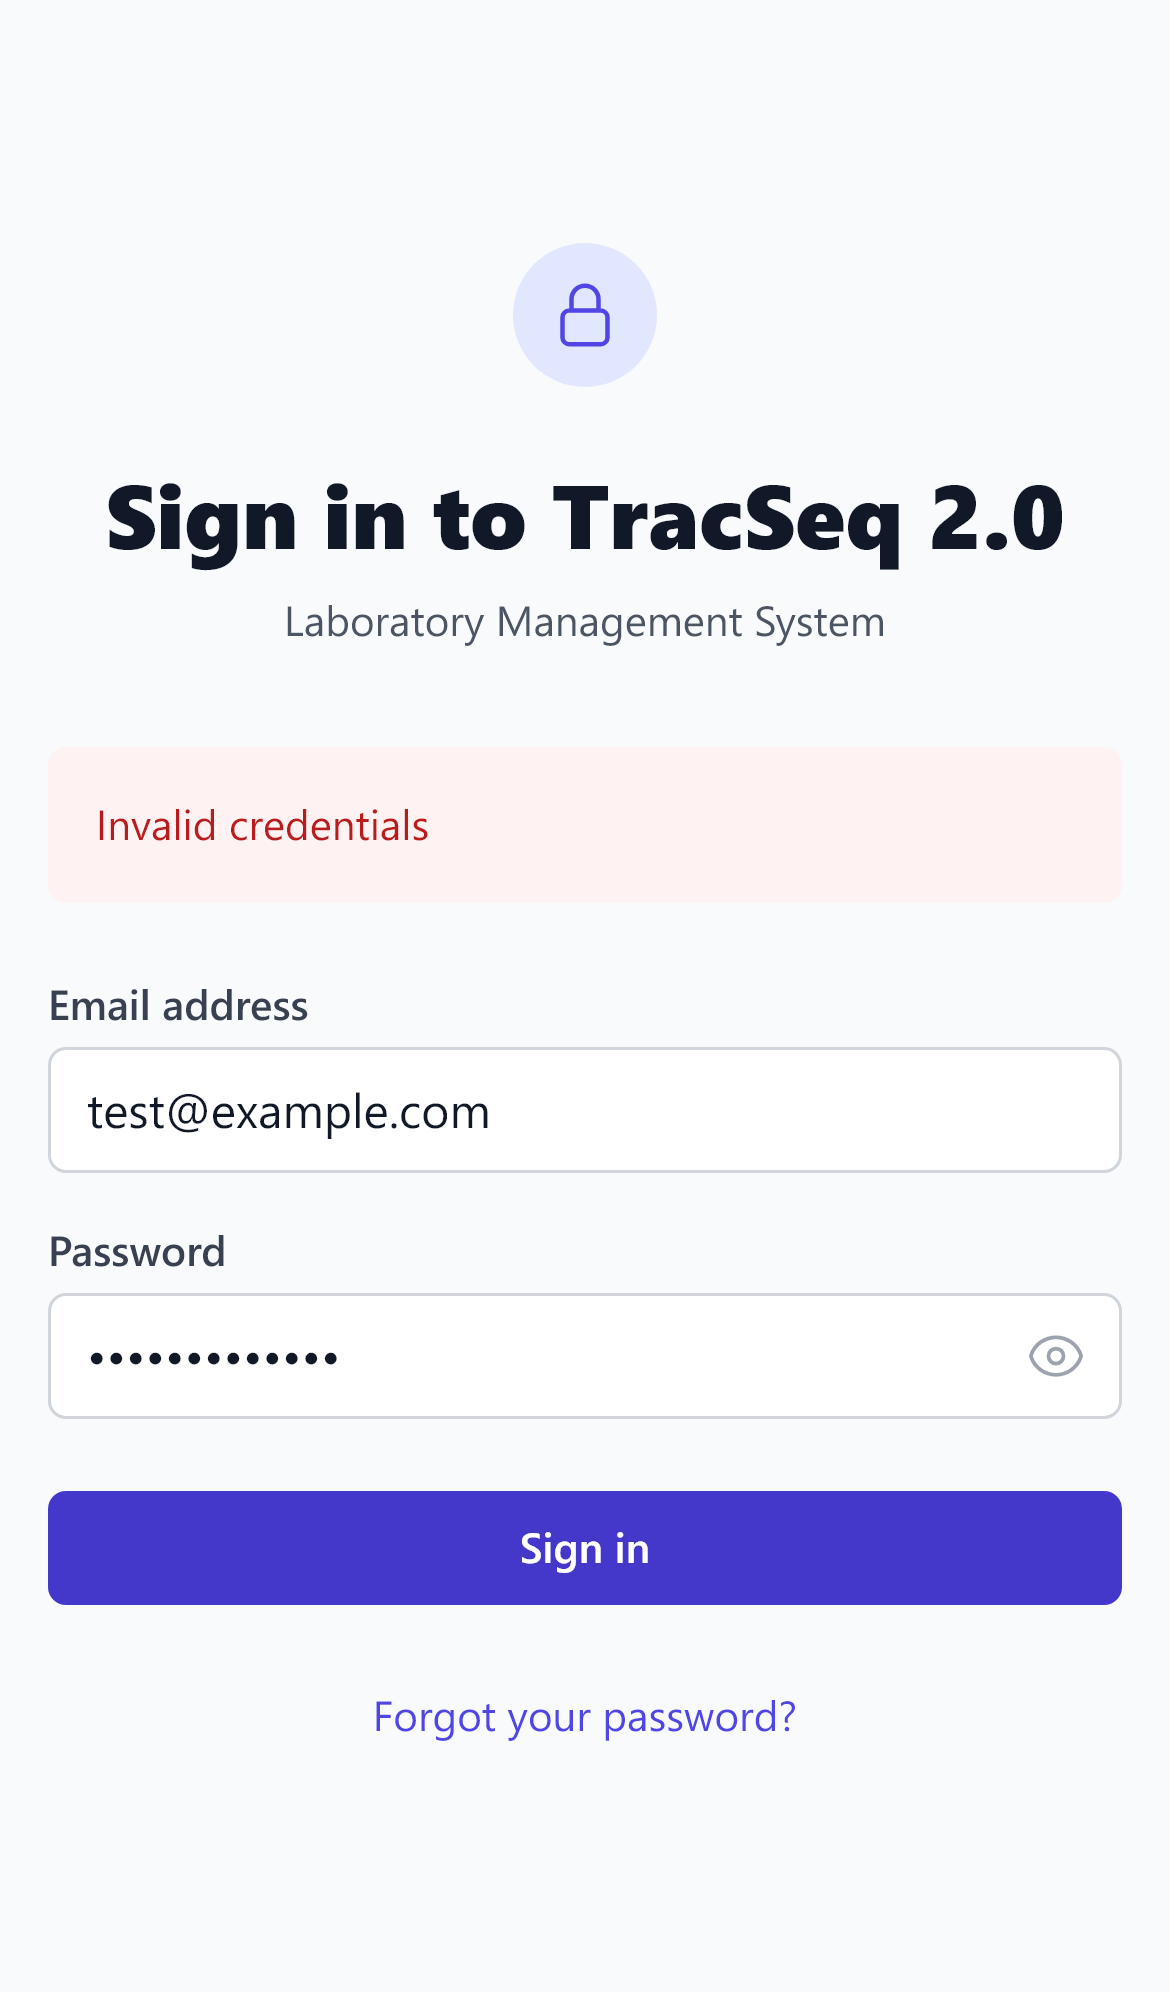 Sign in to TracSeq 2.0
Laboratory Management System
Invalid credentials
Email address
test@example.com
Password
•••••••••••••
Sign in
Forgot your password?